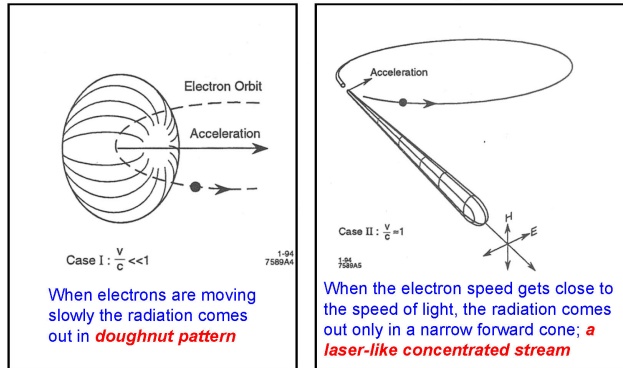 Electron Orbit
Acceleration
Case I : v/c <<1
1-94
7589A4
When electrons are moving
slowly the radiation comes
out in doughnut pattern
Acceleration
H
E
Case II : v/c =1
1-94
7589A5
When the electron speed gets close to
the speed of light, the radiation comes
out only in a narrow forward cone; a
laser-like concentrated stream